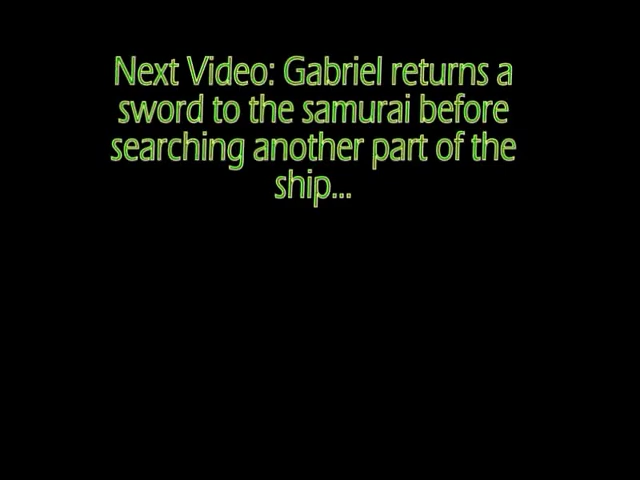 Next Video: Gabriel returns a
sword to the samurai before
searching another part of the
ship...